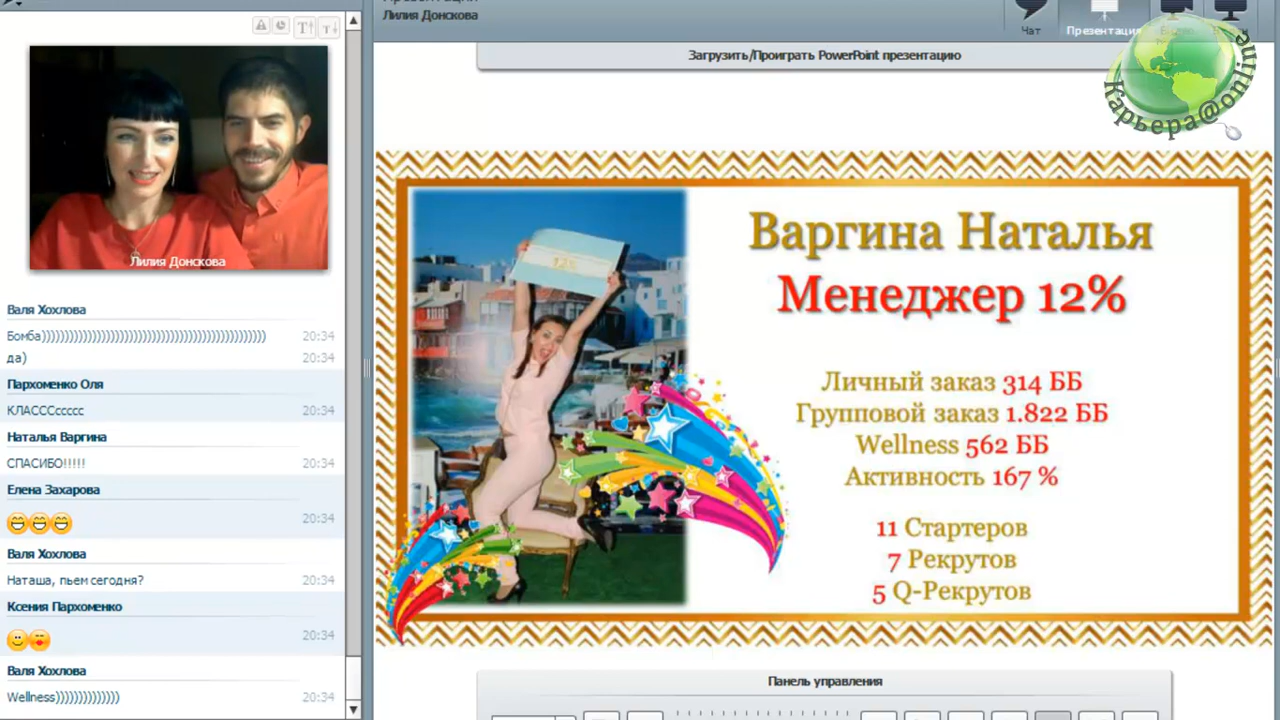 Презентация
Лилия Донскова
Чат
Презентация
Загрузить/Проиграть PowerPoint презентацию
Карьера@online
Лилия Донскова
Валя Хохлова
Бомба))))))))))))))))))))))))))))))))))))))))))))))))))) 20:34
да) 20:34
Пархоменко Оля
КЛАСССссссс 20:34
Наталья Варгина
СПАСИБО!!!!! 20:34
Елена Захарова
20:34
Валя Хохлова
Наташа, пьем сегодня? 20:34
Ксения Пархоменко
20:34
Валя Хохлова
Wellness)))))))))))))) 20:34
12%
Варгина Наталья
Менеджер 12%
Личный заказ 314 ББ
Групповой заказ 1.822 ББ
Wellness 562 ББ
Активность 167 %
11 Стартеров
7 Рекрутов
5 Q-Рекрутов
Панель управления